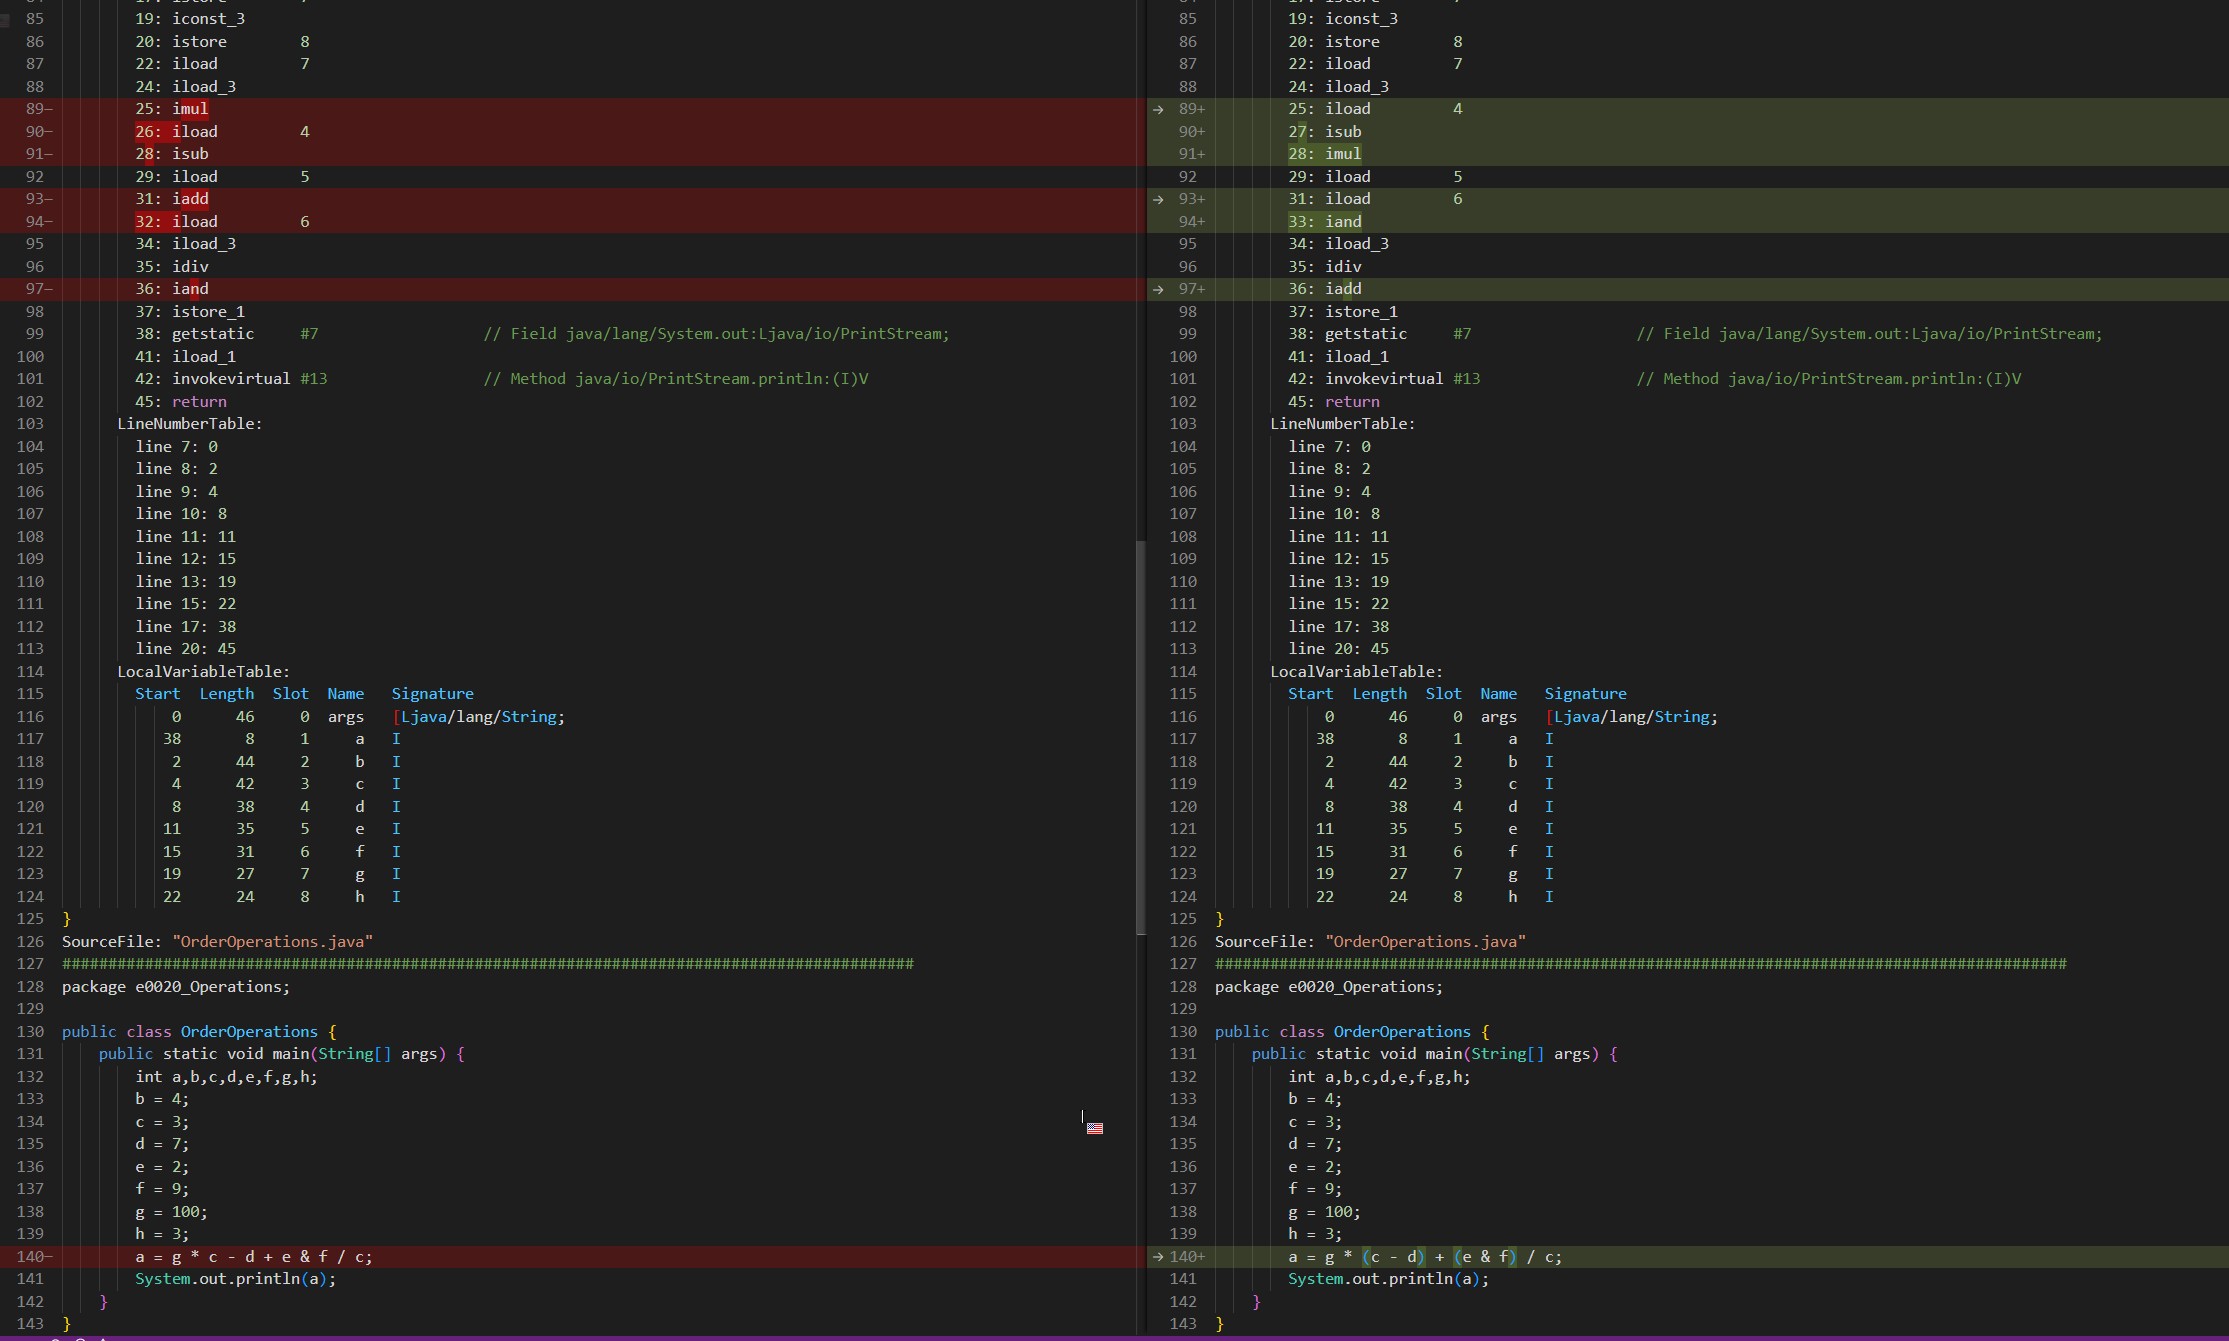 85 19: iconst_3
86 20: istore 8
87 22: iload 7
88 24: iload_3
89− 25: imul
90− 26: iload 4
91− 28: isub
92 29: iload 5
93− 31: iadd
94− 32: iload 6
95 34: iload_3
96 35: idiv
97− 36: iand
98 37: istore_1
99 38: getstatic #7 // Field java/lang/System.out:Ljava/io/PrintStream;
100 41: iload_1
101 42: invokevirtual #13 // Method java/io/PrintStream.println:(I)V
102 45: return
103 LineNumberTable:
104 line 7: 0
105 line 8: 2
106 line 9: 4
107 line 10: 8
108 line 11: 11
109 line 12: 15
110 line 13: 19
111 line 15: 22
112 line 17: 38
113 line 20: 45
114 LocalVariableTable:
115 Start Length Slot Name Signature
116 0 46 0 args [Ljava/lang/String;
117 38 8 1 a I
118 2 44 2 b I
119 4 42 3 c I
120 8 38 4 d I
121 11 35 5 e I
122 15 31 6 f I
123 19 27 7 g I
124 22 24 8 h I
125 }
126 SourceFile: "OrderOperations.java"
127 #############################################################################################
128 package e0020_Operations;
129
130 public class OrderOperations {
131 public static void main(String[] args) {
132 int a,b,c,d,e,f,g,h;
133 b = 4;
134 c = 3;
135 d = 7;
136 e = 2;
137 f = 9;
138 g = 100;
139 h = 3;
140− a = g * c - d + e & f / c;
141 System.out.println(a);
142 }
143 }
85 19: iconst_3
86 20: istore 8
87 22: iload 7
88 24: iload_3
→ 89+ 25: iload 4
90+ 27: isub
91+ 28: imul
92 29: iload 5
→ 93+ 31: iload 6
94+ 33: iand
95 34: iload_3
96 35: idiv
→ 97+ 36: iadd
98 37: istore_1
99 38: getstatic #7 // Field java/lang/System.out:Ljava/io/PrintStream;
100 41: iload_1
101 42: invokevirtual #13 // Method java/io/PrintStream.println:(I)V
102 45: return
103 LineNumberTable:
104 line 7: 0
105 line 8: 2
106 line 9: 4
107 line 10: 8
108 line 11: 11
109 line 12: 15
110 line 13: 19
111 line 15: 22
112 line 17: 38
113 line 20: 45
114 LocalVariableTable:
115 Start Length Slot Name Signature
116 0 46 0 args [Ljava/lang/String;
117 38 8 1 a I
118 2 44 2 b I
119 4 42 3 c I
120 8 38 4 d I
121 11 35 5 e I
122 15 31 6 f I
123 19 27 7 g I
124 22 24 8 h I
125 }
126 SourceFile: "OrderOperations.java"
127 #############################################################################################
128 package e0020_Operations;
129
130 public class OrderOperations {
131 public static void main(String[] args) {
132 int a,b,c,d,e,f,g,h;
133 b = 4;
134 c = 3;
135 d = 7;
136 e = 2;
137 f = 9;
138 g = 100;
139 h = 3;
→ 140+ a = g * (c - d) + (e & f) / c;
141 System.out.println(a);
142 }
143 }